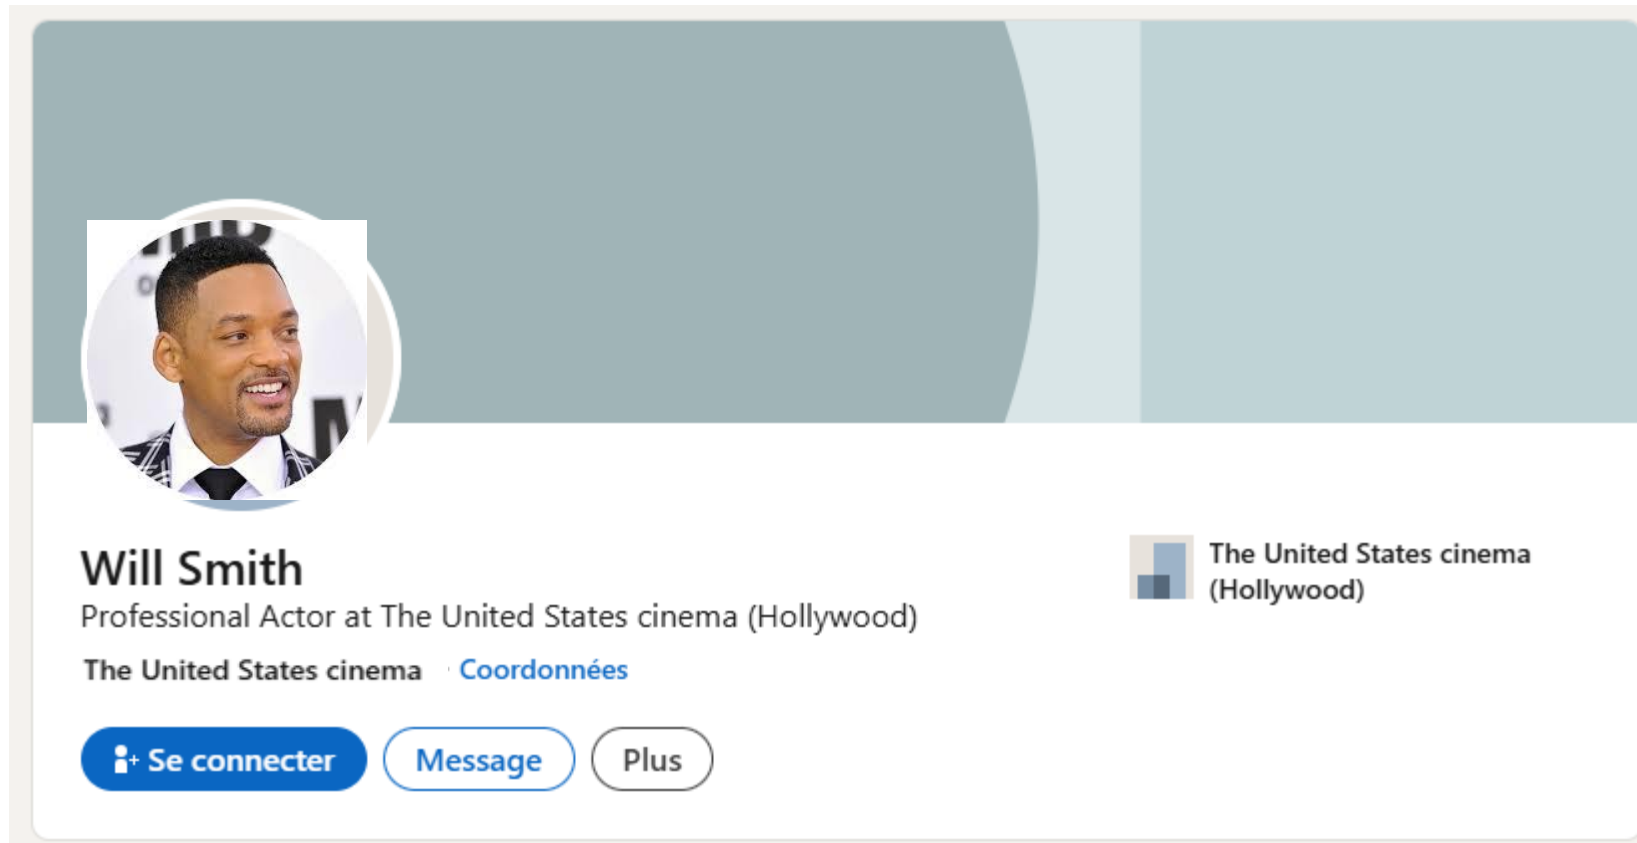 Will Smith
Professional Actor at The United States cinema (Hollywood)
The United States cinema · Coordonnées
Se connecter
Message
Plus
The United States cinema
(Hollywood)